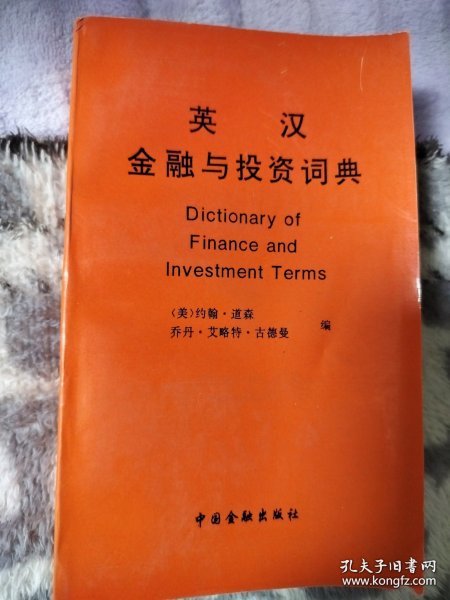 英 汉
金融与投资词典
Dictionary of
Finance and
Investment Terms
〈美〉约翰·道森
乔丹·艾略特·古德曼 编
中国金融出版社
孔夫子旧书网
www.kongfz.com